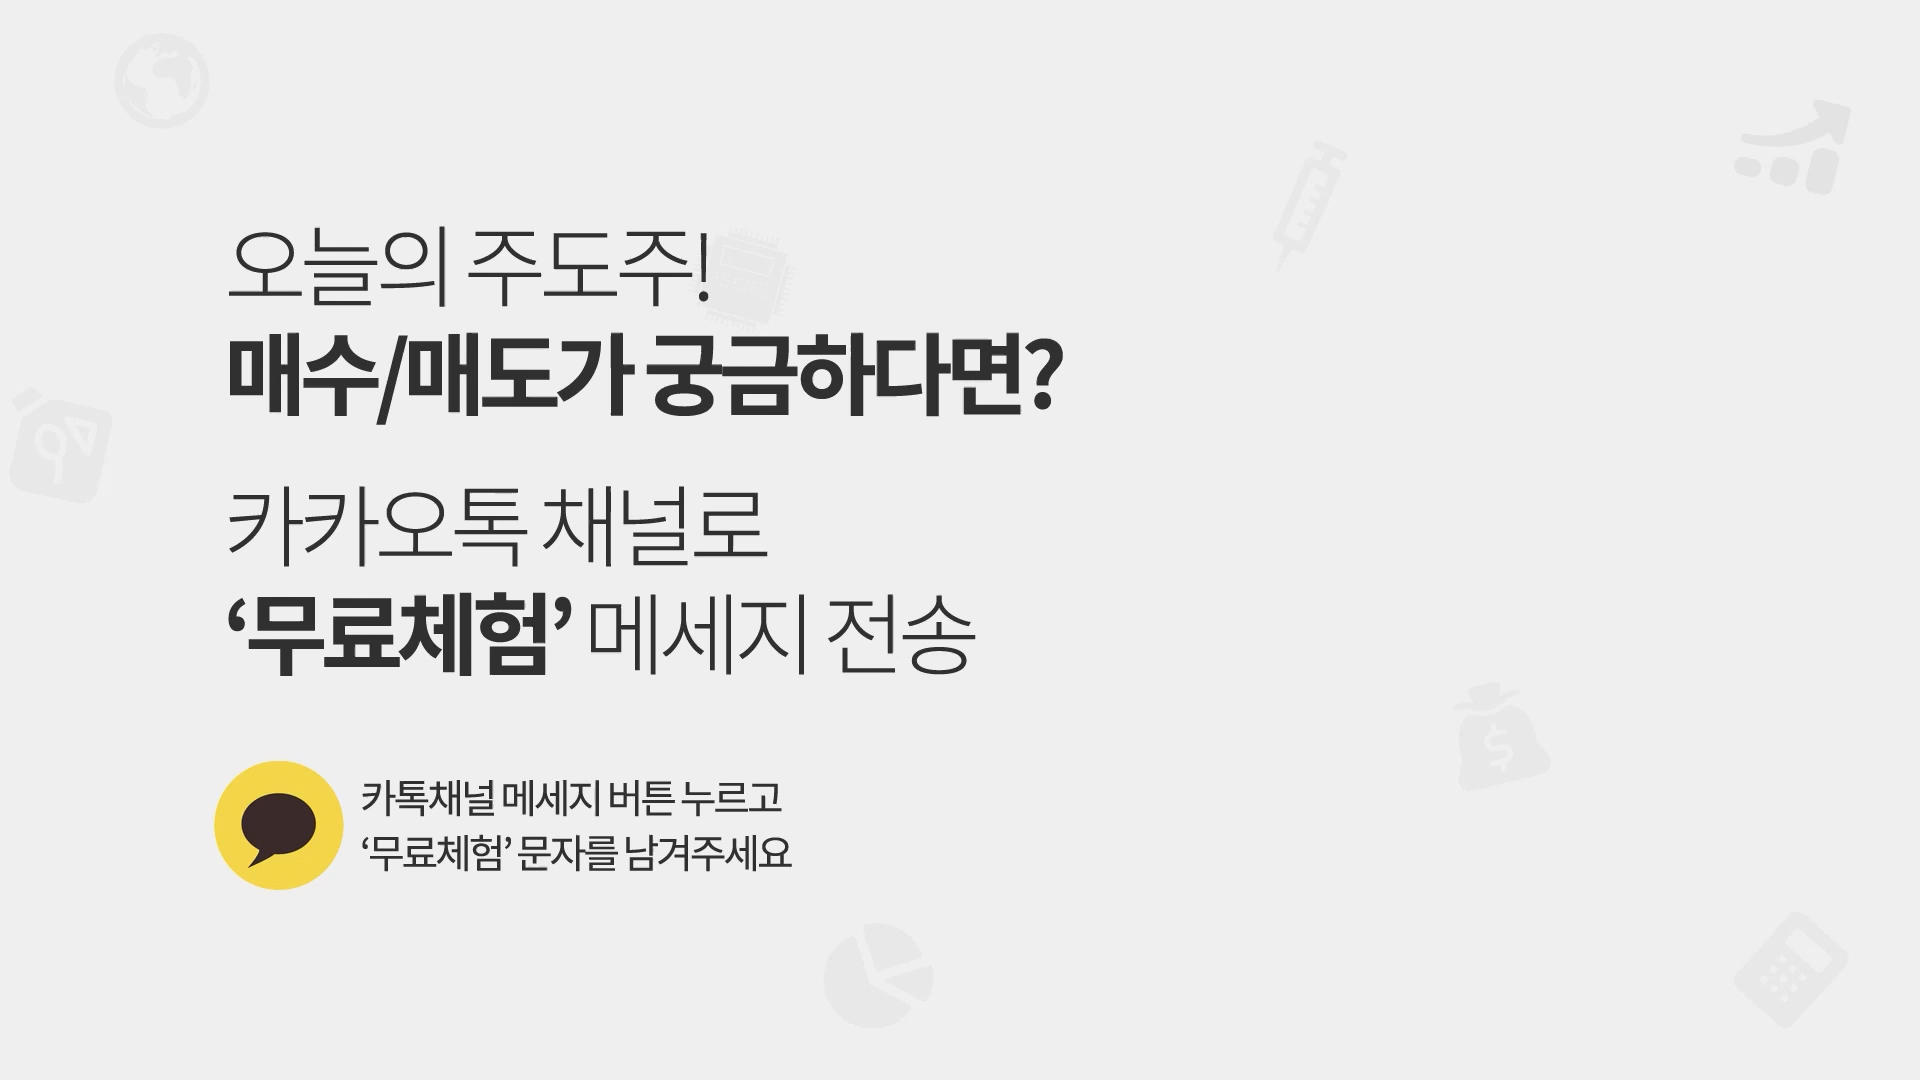 오늘의 주도주!
매수/매도가 궁금하다면?
카카오톡 채널로
‘무료체험’ 메세지 전송
카톡채널 메세지 버튼 누르고
‘무료체험’ 문자를 남겨주세요